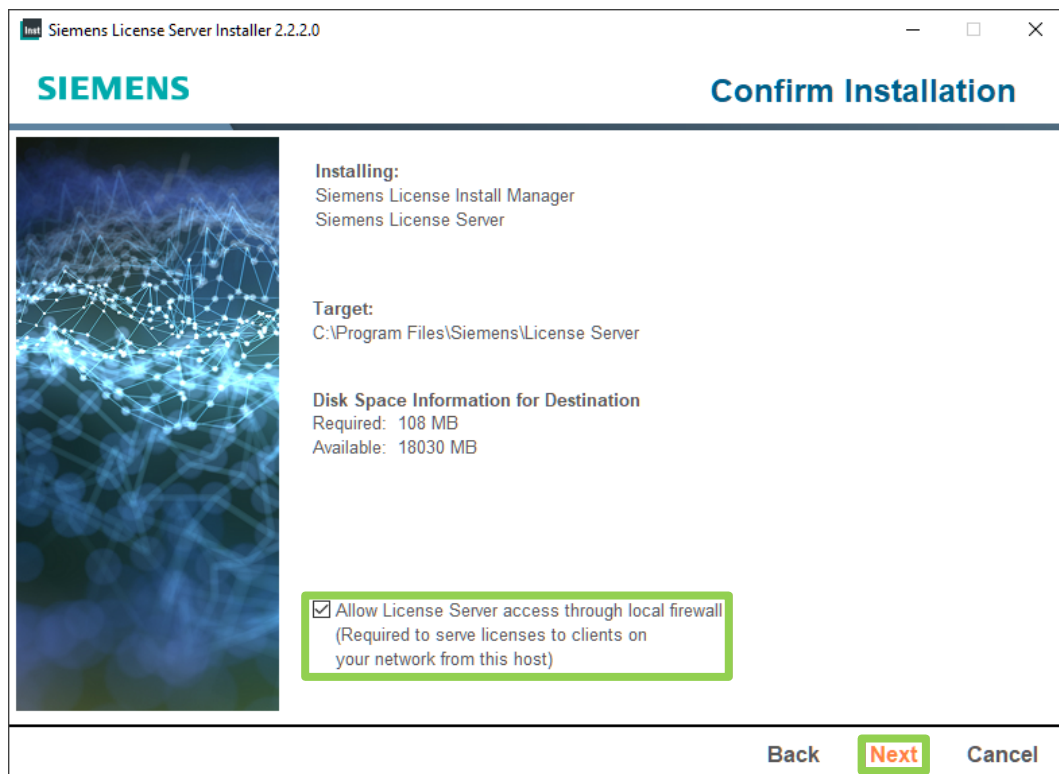 Inst Siemens License Server Installer 2.2.2.0
SIEMENS
Confirm Installation
Installing:
Siemens License Install Manager
Siemens License Server
Target:
C:\Program Files\Siemens\License Server
Disk Space Information for Destination
Required: 108 MB
Available: 18030 MB
Allow License Server access through local firewall
(Required to serve licenses to clients on
your network from this host)
Back Next Cancel